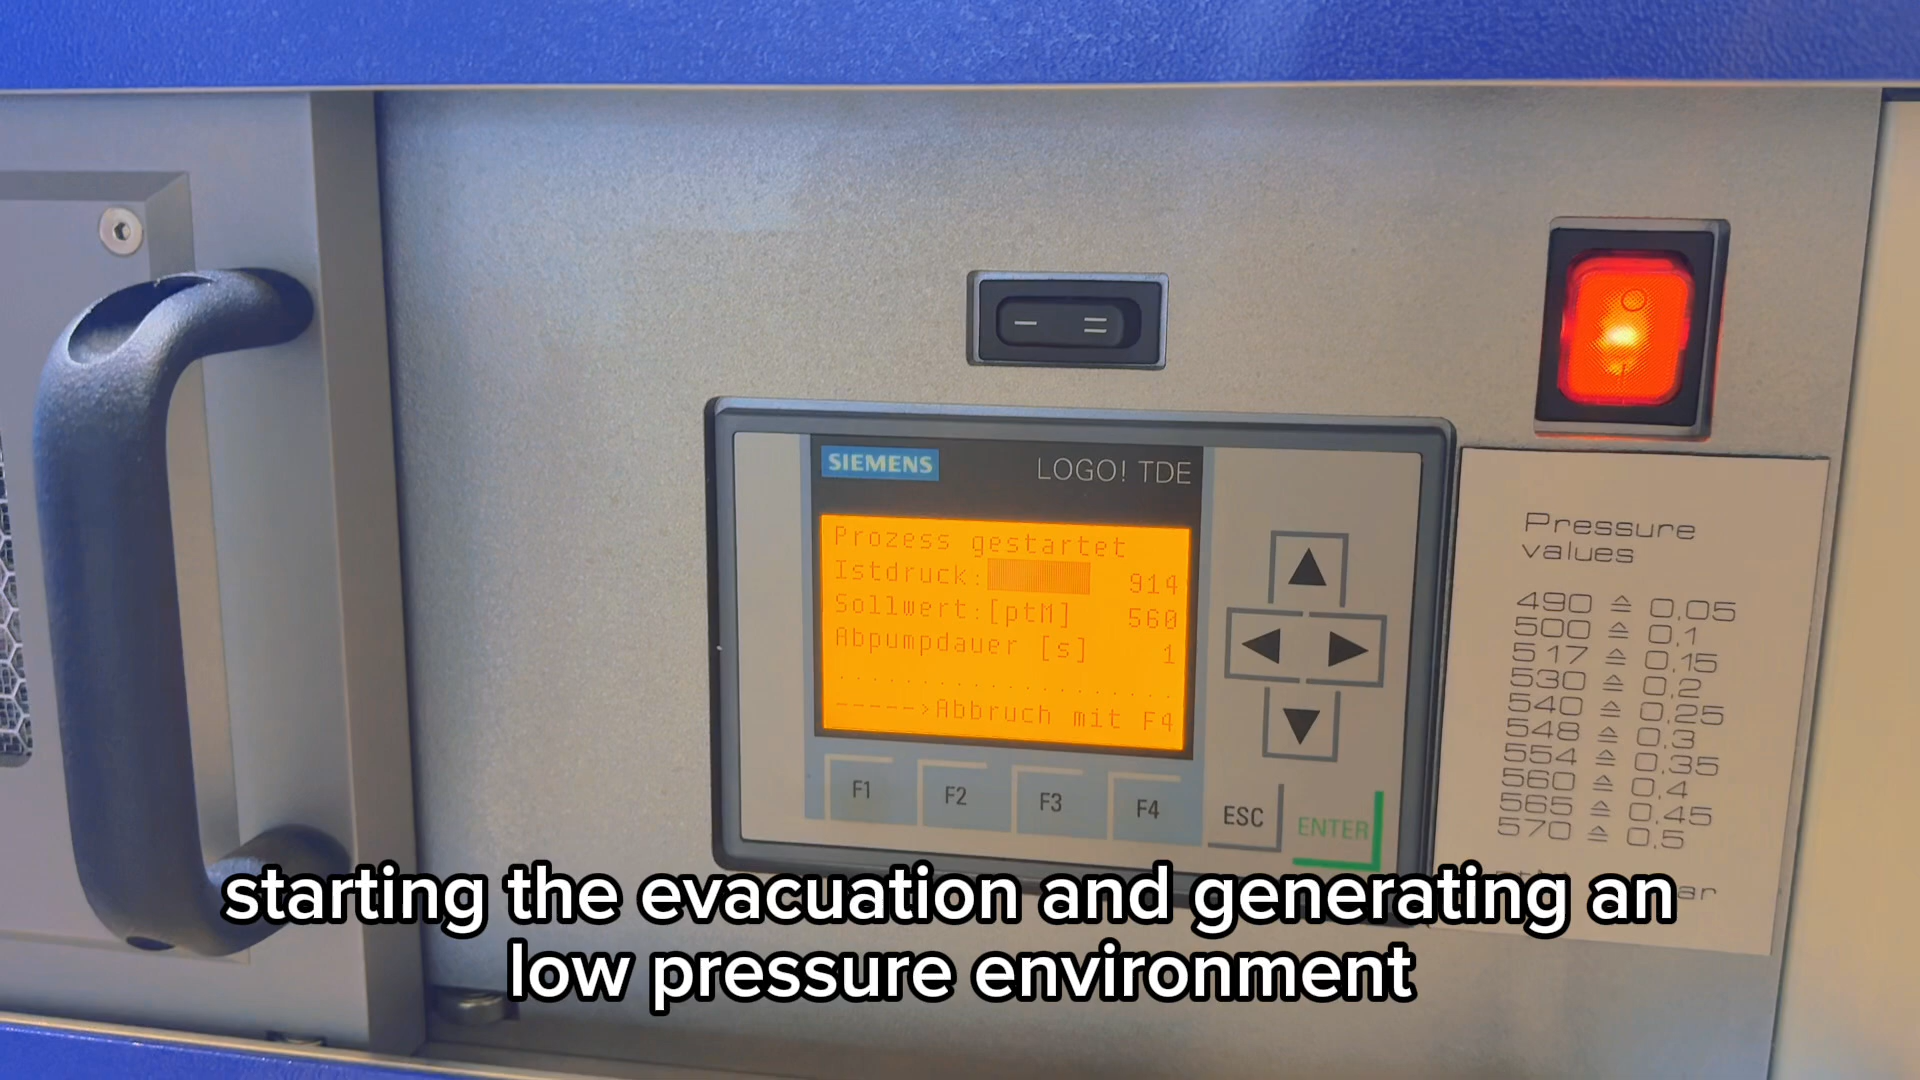 SIEMENS LOGO! TDE
Prozess gestartet
Istdruck: 914
Sollwert:[ptM] 560
Abpumpdauer [s] 1
....................
----->Abbruch mit F4
F1 F2 F3 F4
ESC ENTER
Pressure
values
490 ≙ 0,05
500 ≙ 0,1
517 ≙ 0,15
530 ≙ 0,2
540 ≙ 0,25
548 ≙ 0,3
554 ≙ 0,35
560 ≙ 0,4
565 ≙ 0,45
570 ≙ 0,5
starting the evacuation and generating an
low pressure environment